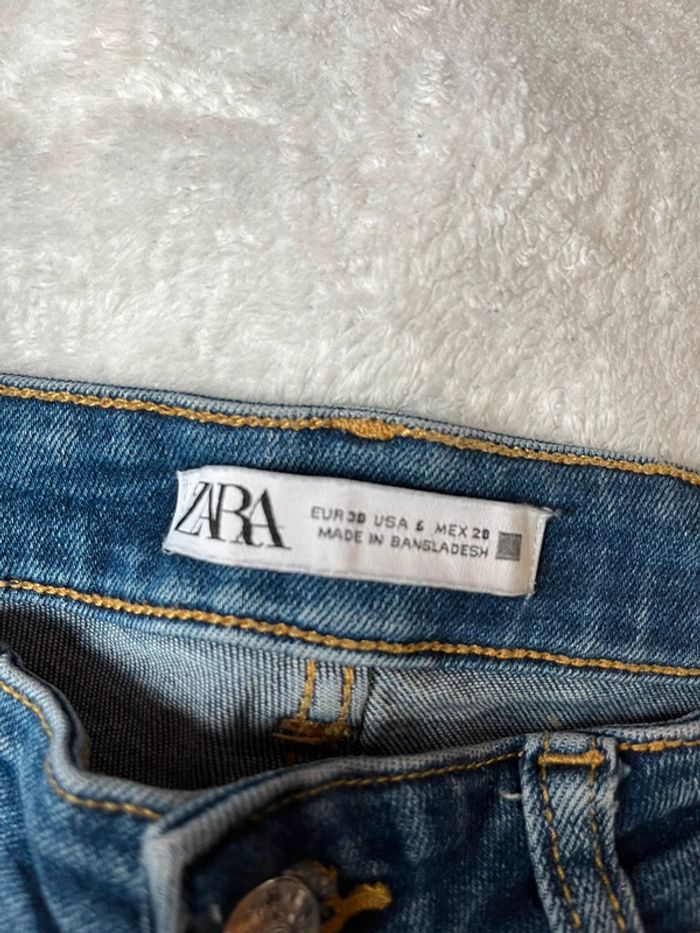 ZARA
EUR 38 USA 6 MEX 28
MADE IN BANGLADESH